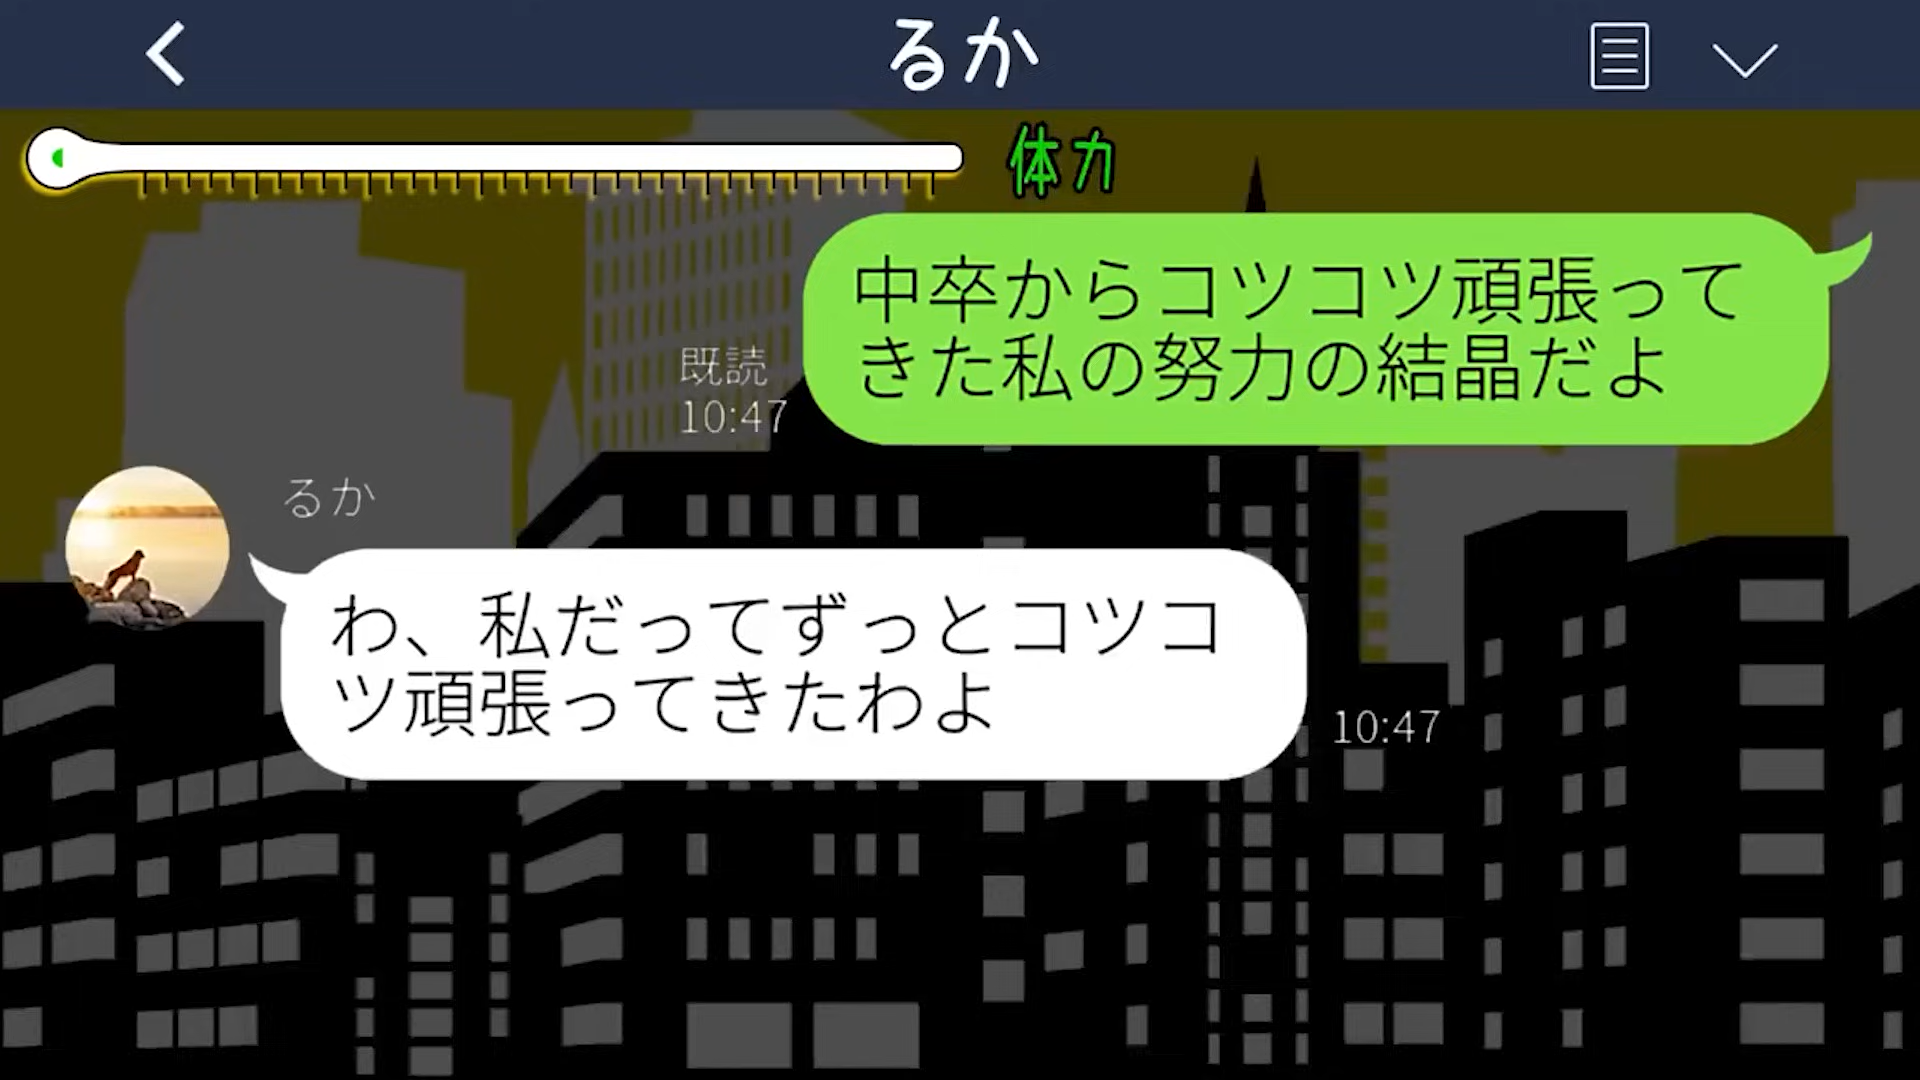 るか
体力
中卒からコツコツ頑張って
きた私の努力の結晶だよ
既読
10:47
るか
わ、私だってずっとコツコ
ツ頑張ってきたわよ
10:47